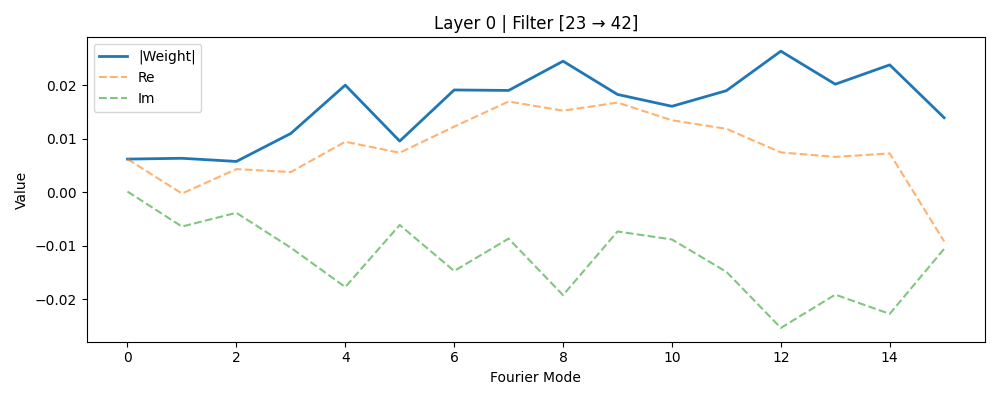 Layer 0 | Filter [23 → 42]
|Weight|
Re
Im
0.02
0.01
0.00
−0.01
−0.02
Value
0 2 4 6 8 10 12 14
Fourier Mode